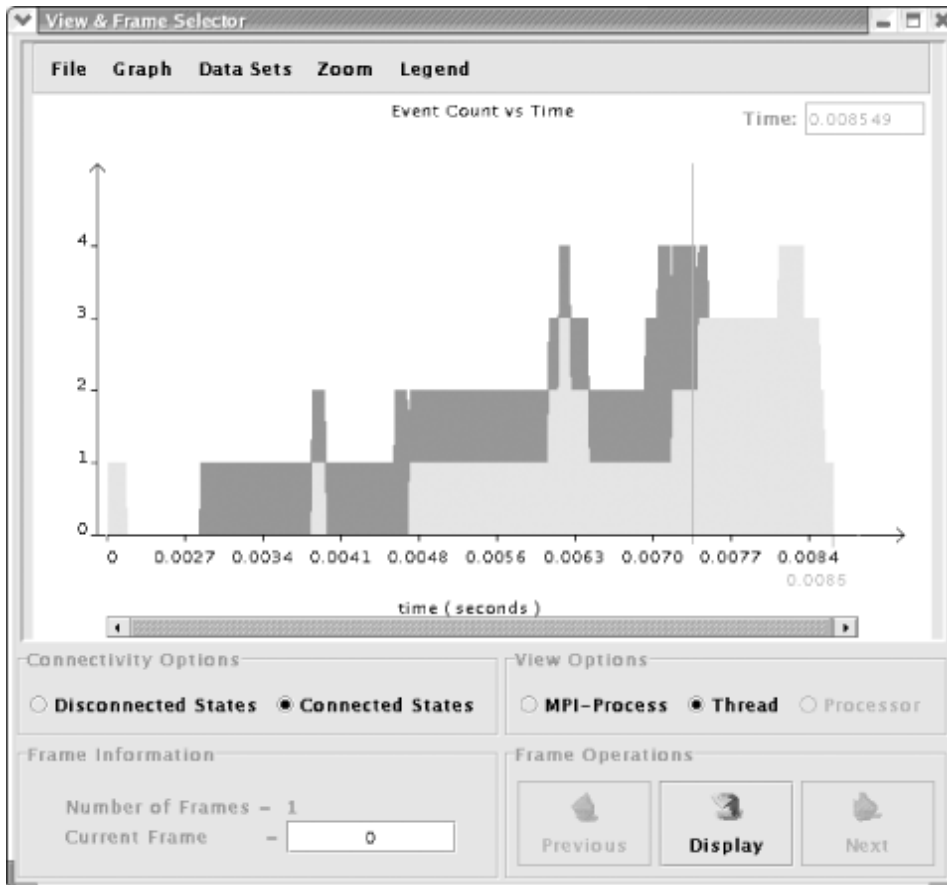 View & Frame Selector
File Graph Data Sets Zoom Legend
Event Count vs Time
Time: 0.008549
4
3
2
1
0
0 0.0027 0.0034 0.0041 0.0048 0.0056 0.0063 0.0070 0.0077 0.0084
0.0085
time ( seconds )
Connectivity Options
Disconnected States Connected States
View Options
MPI-Process Thread Processor
Frame Information
Number of Frames - 1
Current Frame - 0
Frame Operations
Previous Display Next